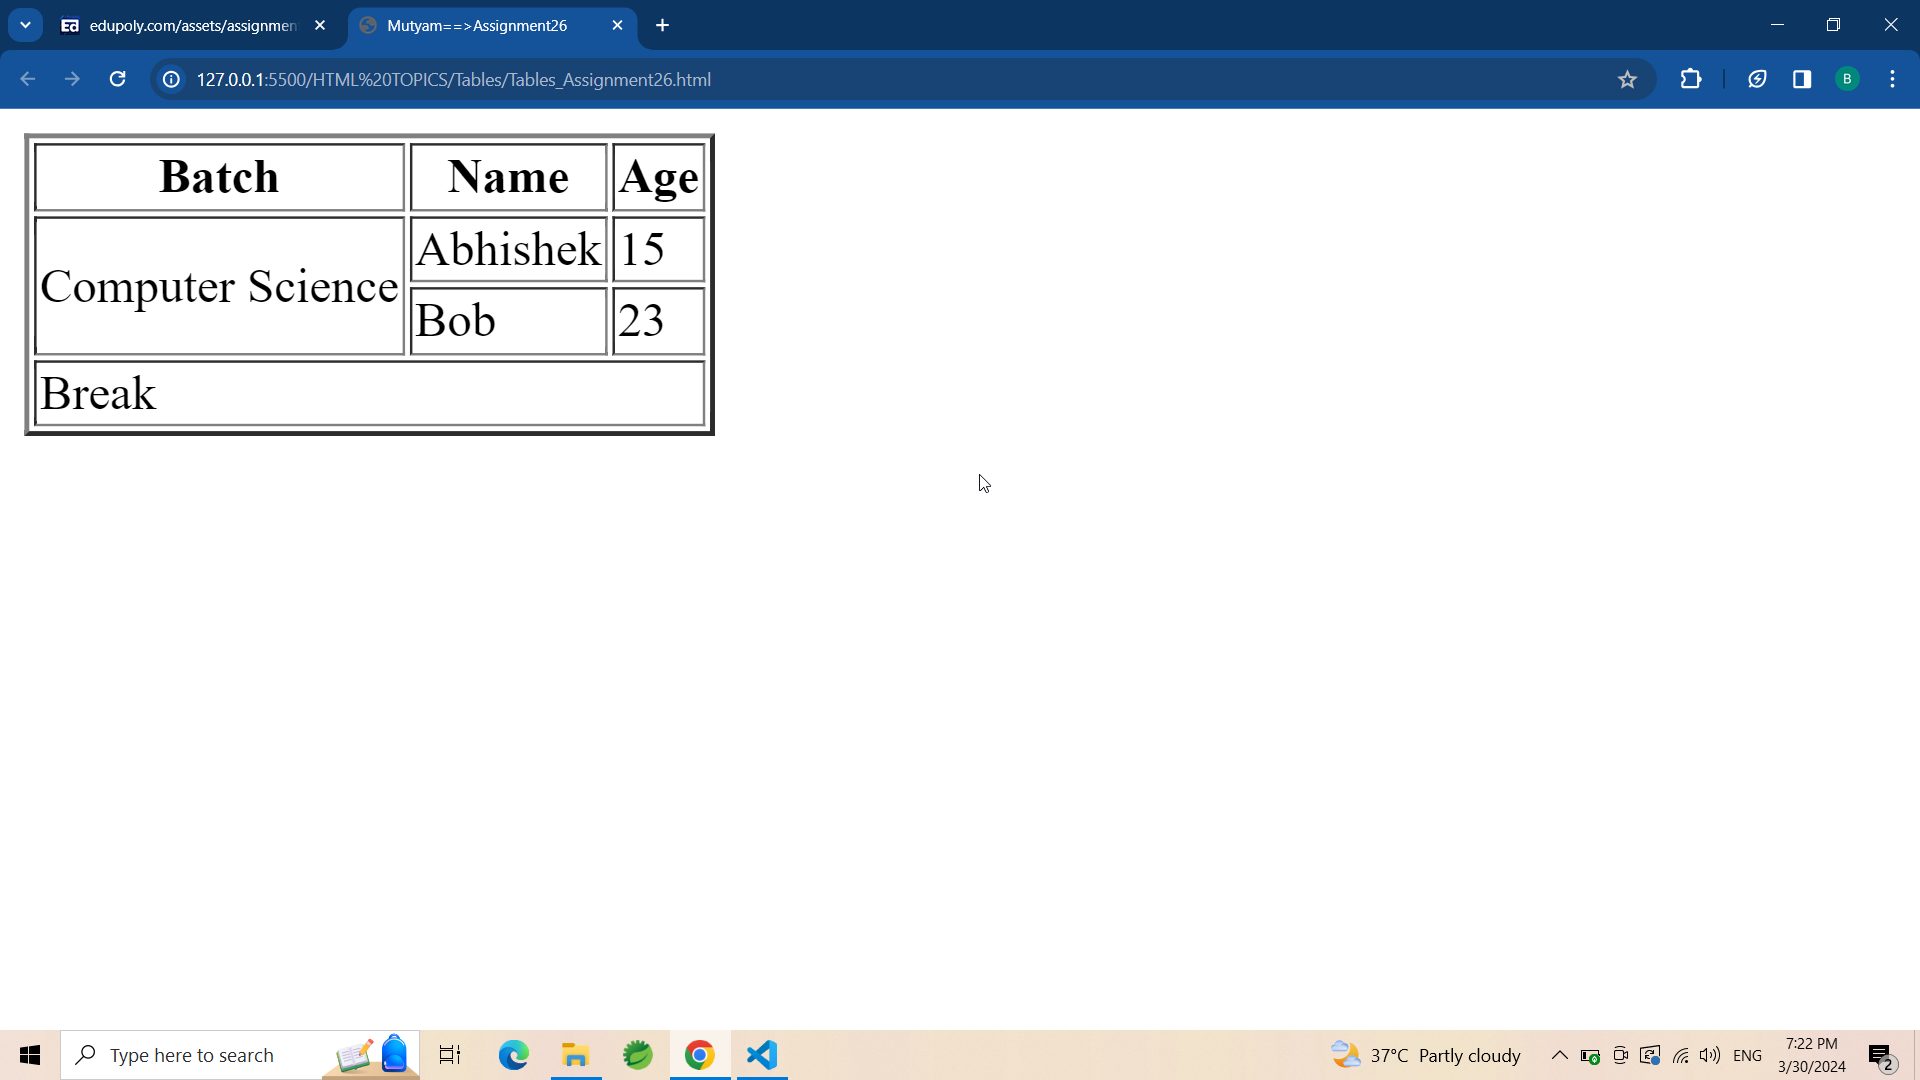 Ed edupoly.com/assets/assignmen
Mutyam==>Assignment26
127.0.0.1:5500/HTML%20TOPICS/Tables/Tables_Assignment26.html
B
Batch Name Age
Computer Science Abhishek 15
Bob 23
Break
Type here to search
37°C Partly cloudy
ENG
7:22 PM
3/30/2024
2